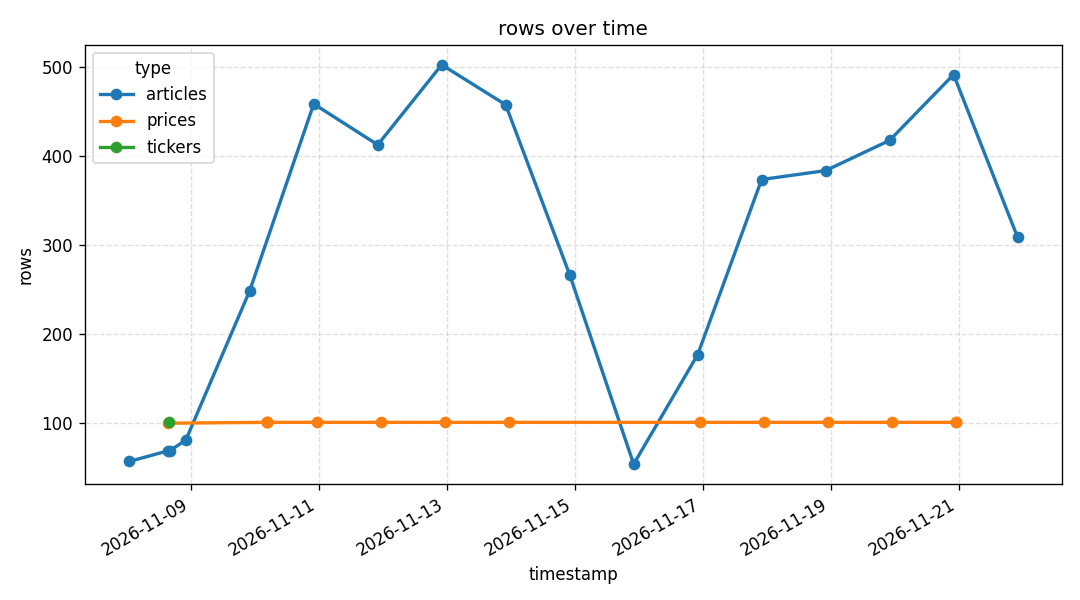 rows over time
type
articles
prices
tickers
rows
500
400
300
200
100
2026-11-09
2026-11-11
2026-11-13
2026-11-15
2026-11-17
2026-11-19
2026-11-21
timestamp